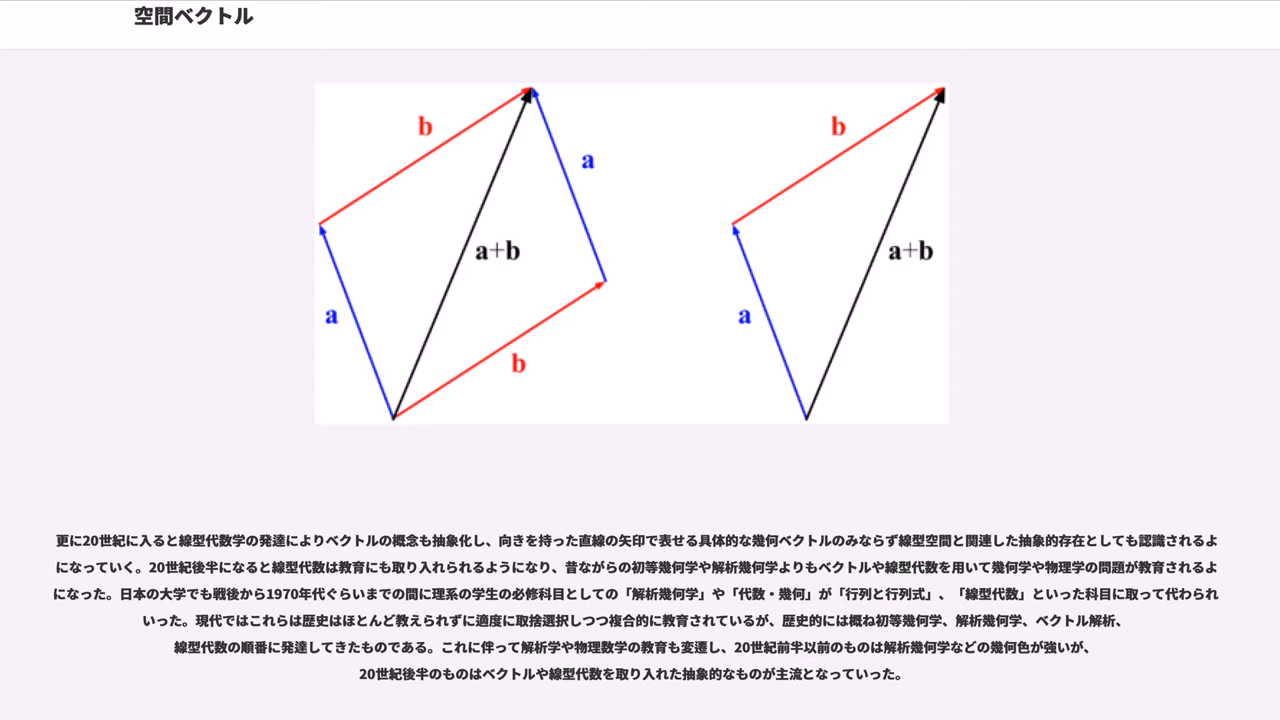 空間ベクトル
b
a
a+b
a
b
b
a+b
a
更に20世紀に入ると線型代数学の発達によりベクトルの概念も抽象化し、向きを持った直線の矢印で表せる具体的な幾何ベクトルのみならず線型空間と関連した抽象的存在としても認識されるよ
になっていく。20世紀後半になると線型代数は教育にも取り入れられるようになり、昔ながらの初等幾何学や解析幾何学よりもベクトルや線型代数を用いて幾何学や物理学の問題が教育されるよ
になった。日本の大学でも戦後から1970年代ぐらいまでの間に理系の学生の必修科目としての「解析幾何学」や「代数・幾何」が「行列と行列式」、「線型代数」といった科目に取って代わられ
いった。現代ではこれらは歴史はほとんど教えられずに適度に取捨選択しつつ複合的に教育されているが、歴史的には概ね初等幾何学、解析幾何学、ベクトル解析、
線型代数の順番に発達してきたものである。これに伴って解析学や物理数学の教育も変遷し、20世紀前半以前のものは解析幾何学などの幾何色が強いが、
20世紀後半のものはベクトルや線型代数を取り入れた抽象的なものが主流となっていった。